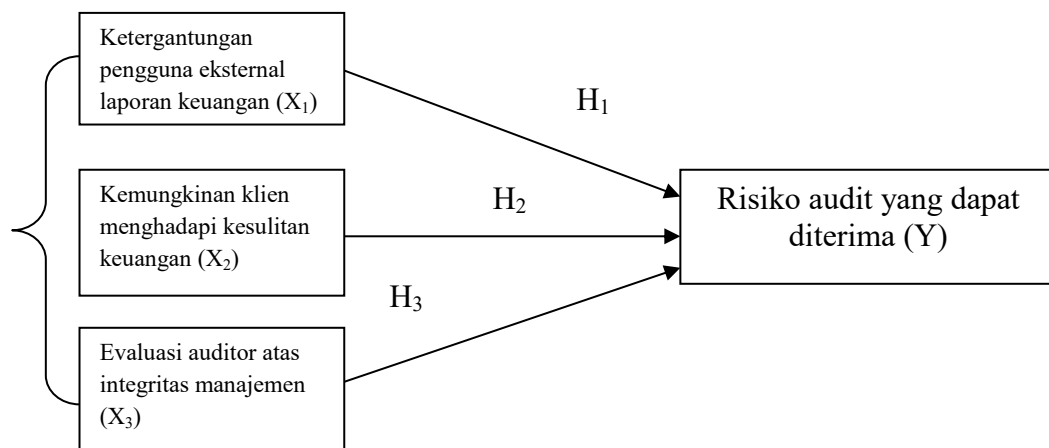 Ketergantungan
pengguna eksternal
laporan keuangan (X₁)
H₁
Kemungkinan klien
menghadapi kesulitan
keuangan (X₂)
H₂
Risiko audit yang dapat
diterima (Y)
H₃
Evaluasi auditor atas
integritas manajemen
(X₃)